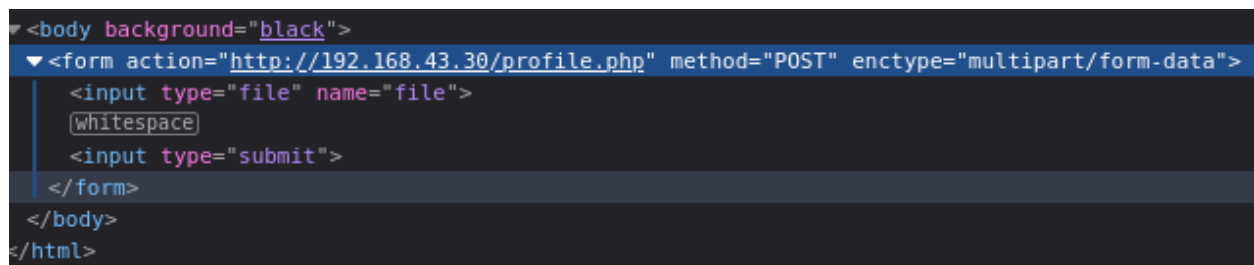 <body background="black">
<form action="http://192.168.43.30/profile.php" method="POST" enctype="multipart/form-data">
<input type="file" name="file">
whitespace
<input type="submit">
</form>
</body>
</html>